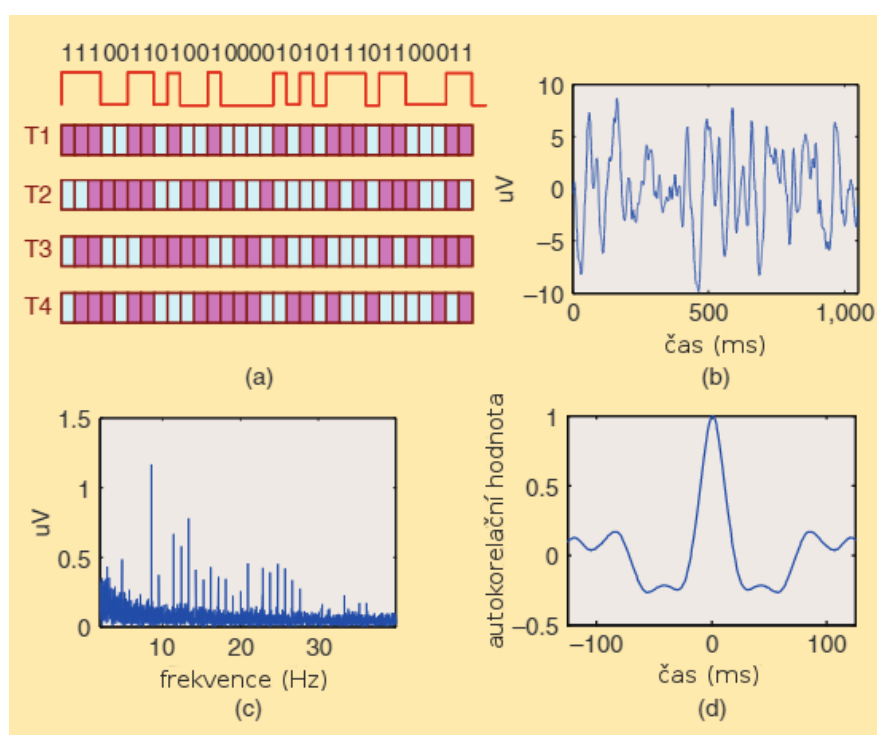 1110011010010000101011101100011
T1
T2
T3
T4
(a)
10
5
0
−5
−10
uV
0 500 1,000
čas (ms)
(b)
1.5
1
0.5
0
uV
10 20 30
frekvence (Hz)
(c)
1
0.5
0
−0.5
autokorelační hodnota
−100 0 100
čas (ms)
(d)